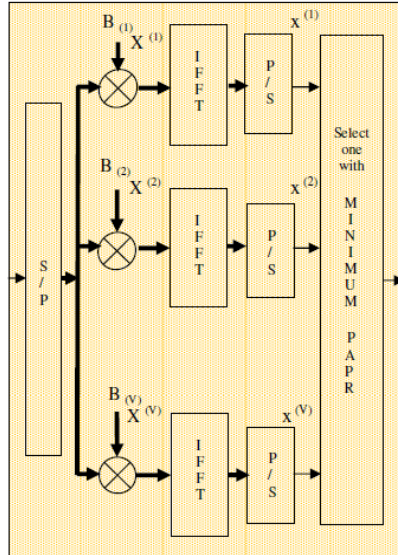 B (1) X (1)
x (1)
I
F
F
T
P
/
S
B (2)
X (2)
x (2)
I
F
F
T
P
/
S
S
/
P
B (V)
X (V)
x (V)
I
F
F
T
P
/
S
Select
one
with
M
I
N
I
M
U
M
P
A
P
R